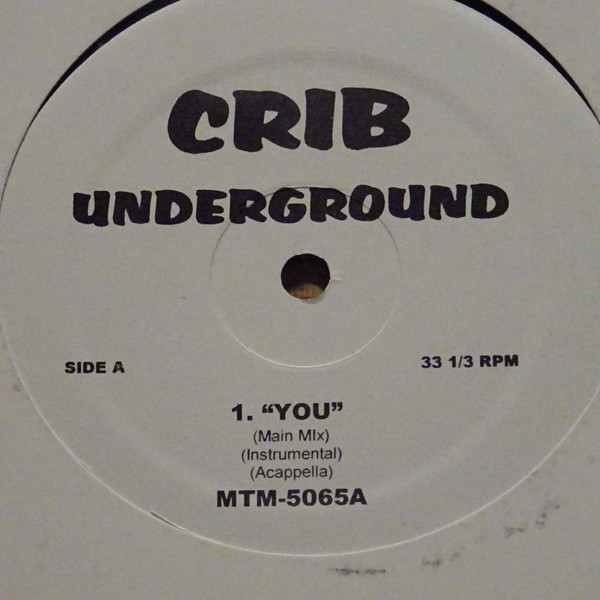 CRIB
UNDERGROUND
SIDE A
33 1/3 RPM
1. “YOU”
(Main MIx)
(Instrumental)
(Acappella)
MTM-5065A